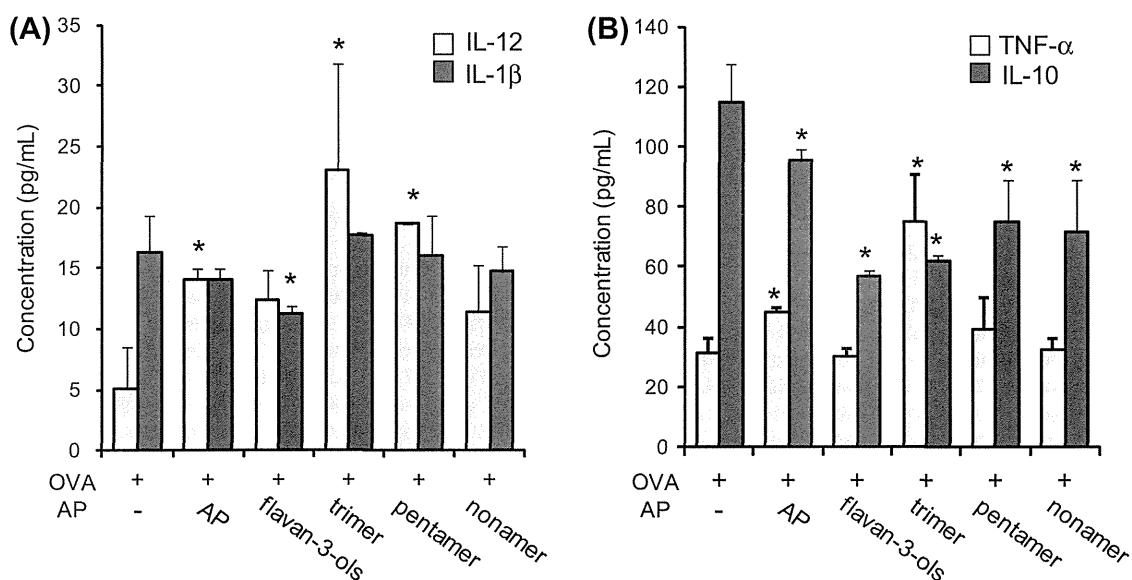 (A)
35
30
25
20
15
10
5
0
Concentration (pg/mL)
IL-12
IL-1β
*
*
*
*
OVA + + + + + +
AP - AP flavan-3-ols trimer pentamer nonamer
(B)
140
120
100
80
60
40
20
0
Concentration (pg/mL)
TNF-α
IL-10
*
*
*
*
*
*
*
OVA + + + + + +
AP - AP flavan-3-ols trimer pentamer nonamer